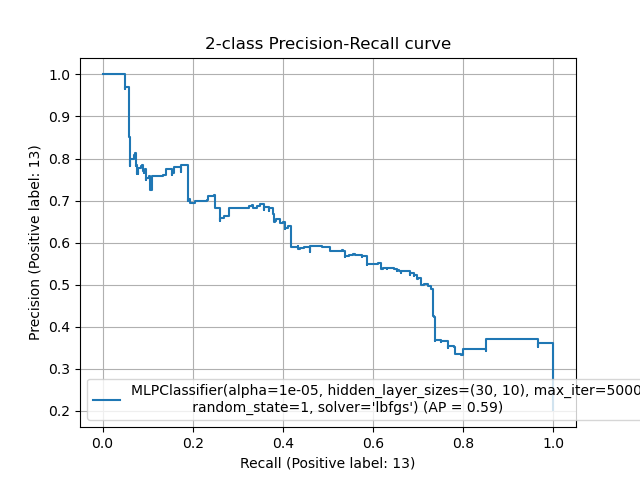 2-class Precision-Recall curve
1.0
0.9
0.8
0.7
0.6
0.5
0.4
0.3
0.2
Precision (Positive label: 13)
MLPClassifier(alpha=1e-05, hidden_layer_sizes=(30, 10), max_iter=5000
random_state=1, solver='lbfgs') (AP = 0.59)
0.0 0.2 0.4 0.6 0.8 1.0
Recall (Positive label: 13)